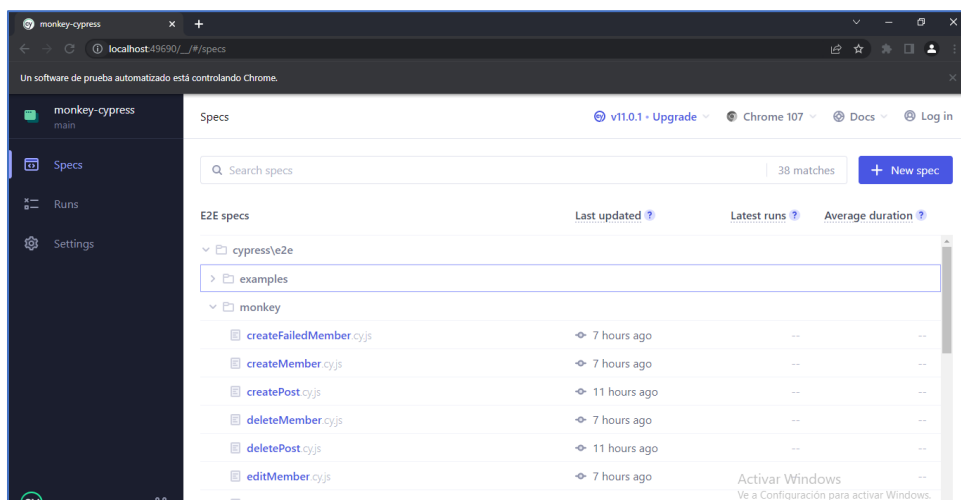 monkey-cypress
localhost:49690/__/#/specs
Un software de prueba automatizado está controlando Chrome.
monkey-cypress
main
Specs
Runs
Settings
Specs
v11.0.1 • Upgrade
Chrome 107
Docs
Log in
Search specs
38 matches
+ New spec
E2E specs
Last updated ?
Latest runs ?
Average duration ?
cypress\e2e
examples
monkey
createFailedMember.cy.js
7 hours ago
--
--
createMember.cy.js
7 hours ago
--
--
createPost.cy.js
11 hours ago
--
--
deleteMember.cy.js
7 hours ago
--
--
deletePost.cy.js
11 hours ago
--
--
editMember.cy.js
7 hours ago
--
--
Activar Windows
Ve a Configuración para activar Windows.